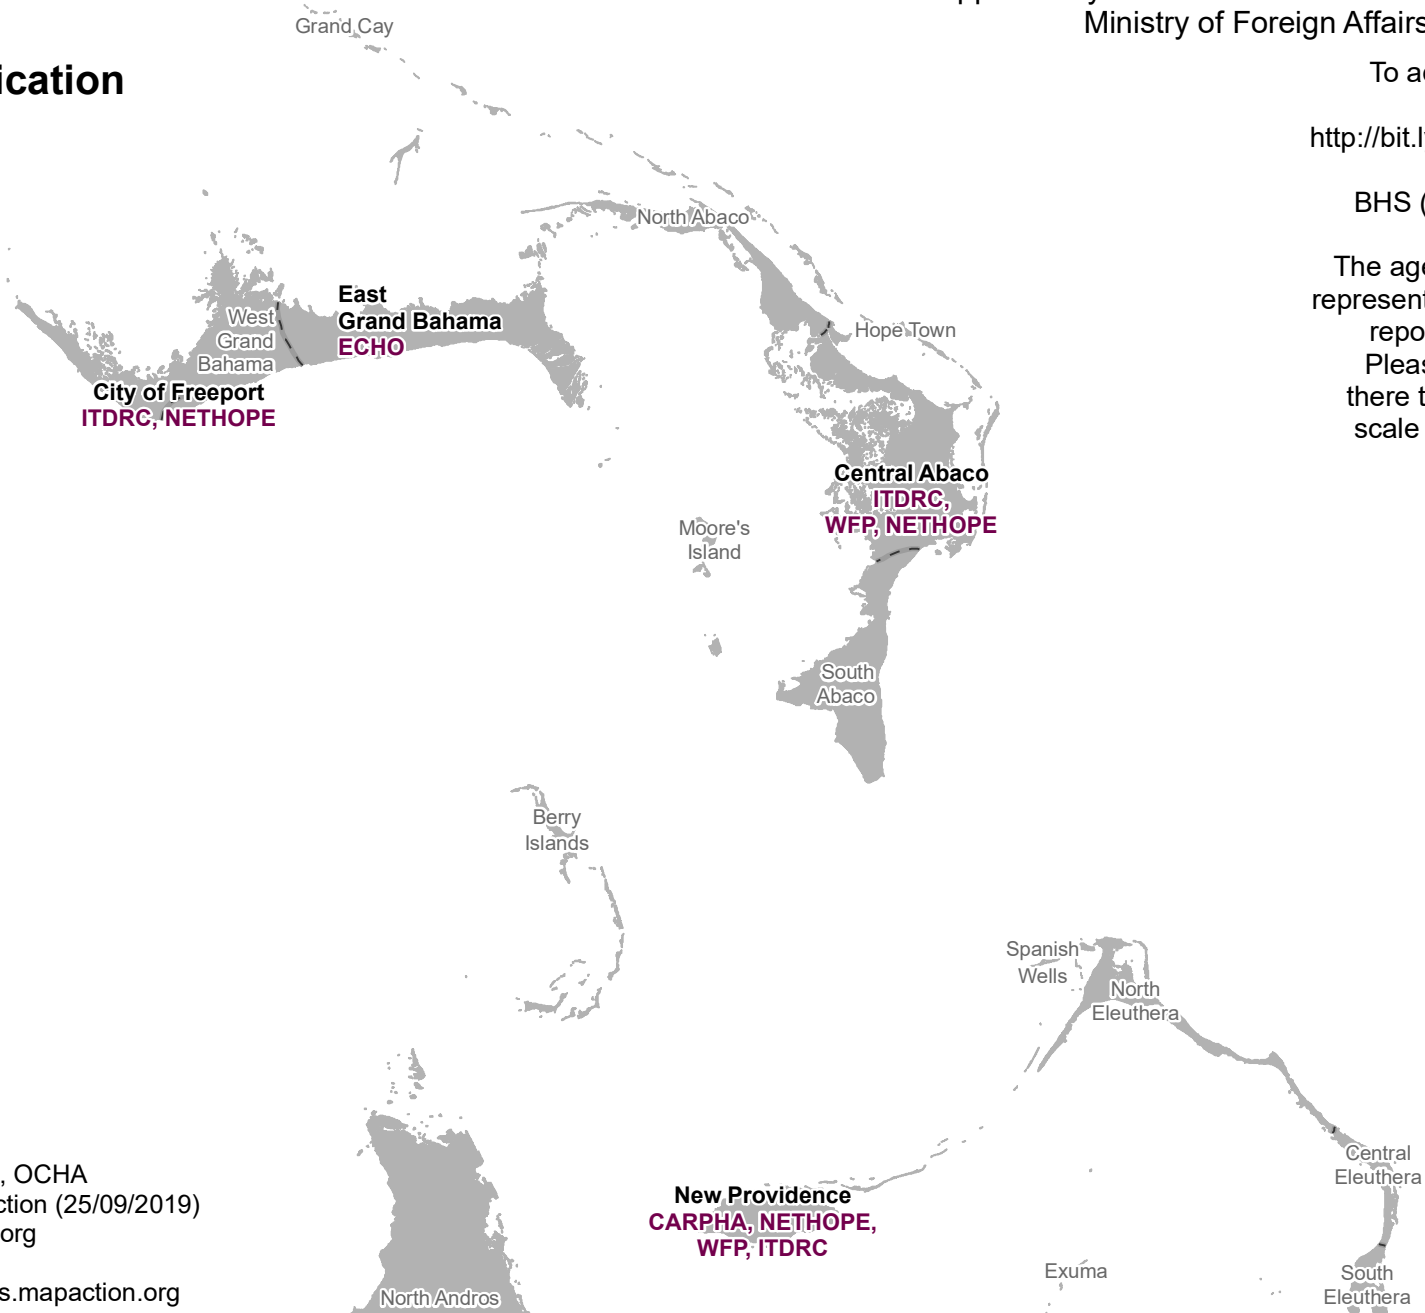 Ministry of Foreign Affairs
Grand Cay
ication
To a
http://bit.l
BHS (
The age
represent
repo
Pleas
there t
scale
North Abaco
East
Grand Bahama
ECHO
West
Grand
Bahama
Hope Town
City of Freeport
ITDRC, NETHOPE
Central Abaco
ITDRC,
WFP, NETHOPE
Moore's
Island
South
Abaco
Berry
Islands
Spanish
Wells
North
Eleuthera
Central
Eleuthera
, OCHA
ction (25/09/2019)
org
s.mapaction.org
New Providence
CARPHA, NETHOPE,
WFP, ITDRC
Exuma
South
Eleuthera
North Andros